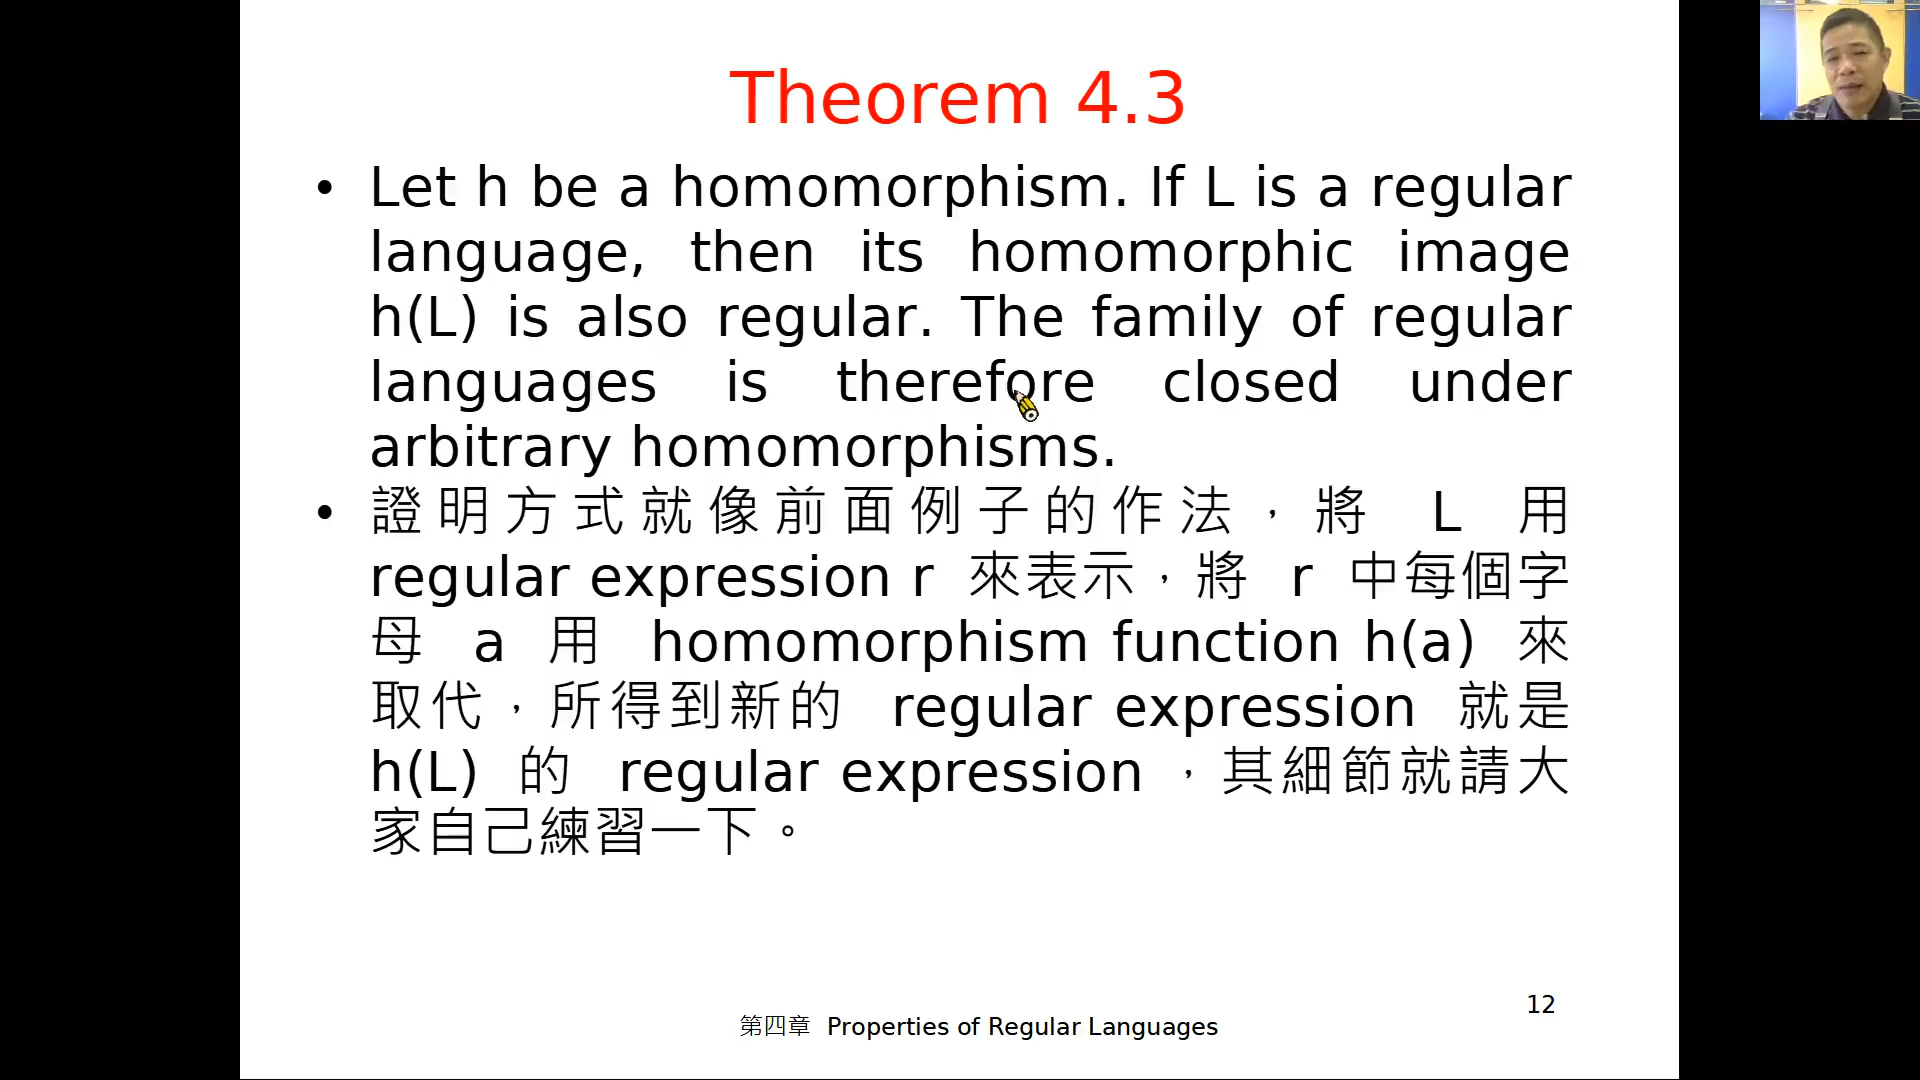 Theorem 4.3
• Let h be a homomorphism. If L is a regular
language, then its homomorphic image
h(L) is also regular. The family of regular
languages is therefore closed under
arbitrary homomorphisms.
• 證明方式就像前面例子的作法，將 L 用
regular expression r 來表示，將 r 中每個字
母 a 用 homomorphism function h(a) 來
取代，所得到新的 regular expression 就是
h(L) 的 regular expression ，其細節就請大
家自己練習一下。
12
第四章 Properties of Regular Languages